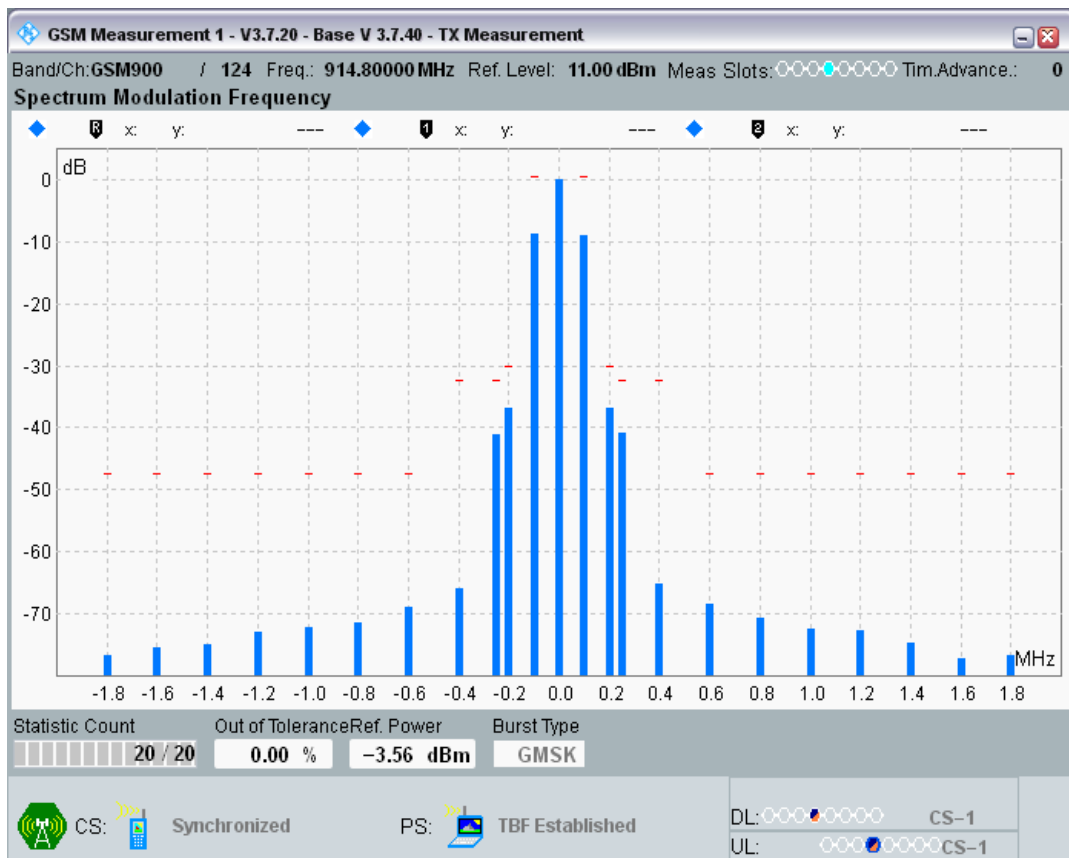 GSM Measurement 1 - V3.7.20 - Base V 3.7.40 - TX Measurement
Band/Ch:GSM900 / 124 Freq.: 914.80000 MHz Ref. Level: 11.00 dBm Meas Slots: Tim.Advance.: 0
Spectrum Modulation Frequency
R x: y: --- 1 x: y: --- 2 x: y: ---
dB
0
-10
-20
-30
-40
-50
-60
-70
MHz
-1.8 -1.6 -1.4 -1.2 -1.0 -0.8 -0.6 -0.4 -0.2 0.0 0.2 0.4 0.6 0.8 1.0 1.2 1.4 1.6 1.8
Statistic Count Out of Tolerance Ref. Power Burst Type
20 / 20 0.00 % −3.56 dBm GMSK
CS: Synchronized PS: TBF Established DL: CS−1
UL: CS−1